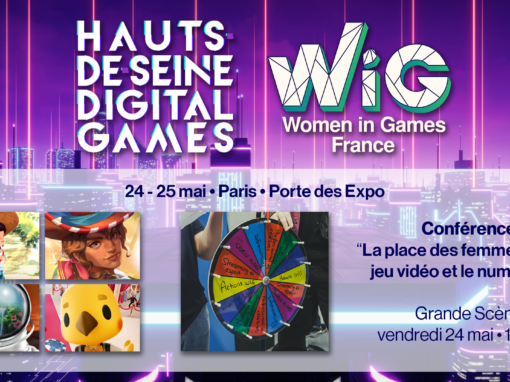 HAUTS-
DE SEINE
DIGITAL
GAMES
WiG
Women in Games
France
24 - 25 mai • Paris • Porte des Expo
Conférence
“La place des femme
jeu vidéo et le num
Grande Scèn
vendredi 24 mai • 1